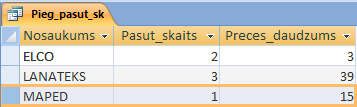 Pieg_pasut_sk
Nosaukums Pasut_skaits Preces_daudzums
ELCO 2 3
LANATEKS 3 39
MAPED 1 15